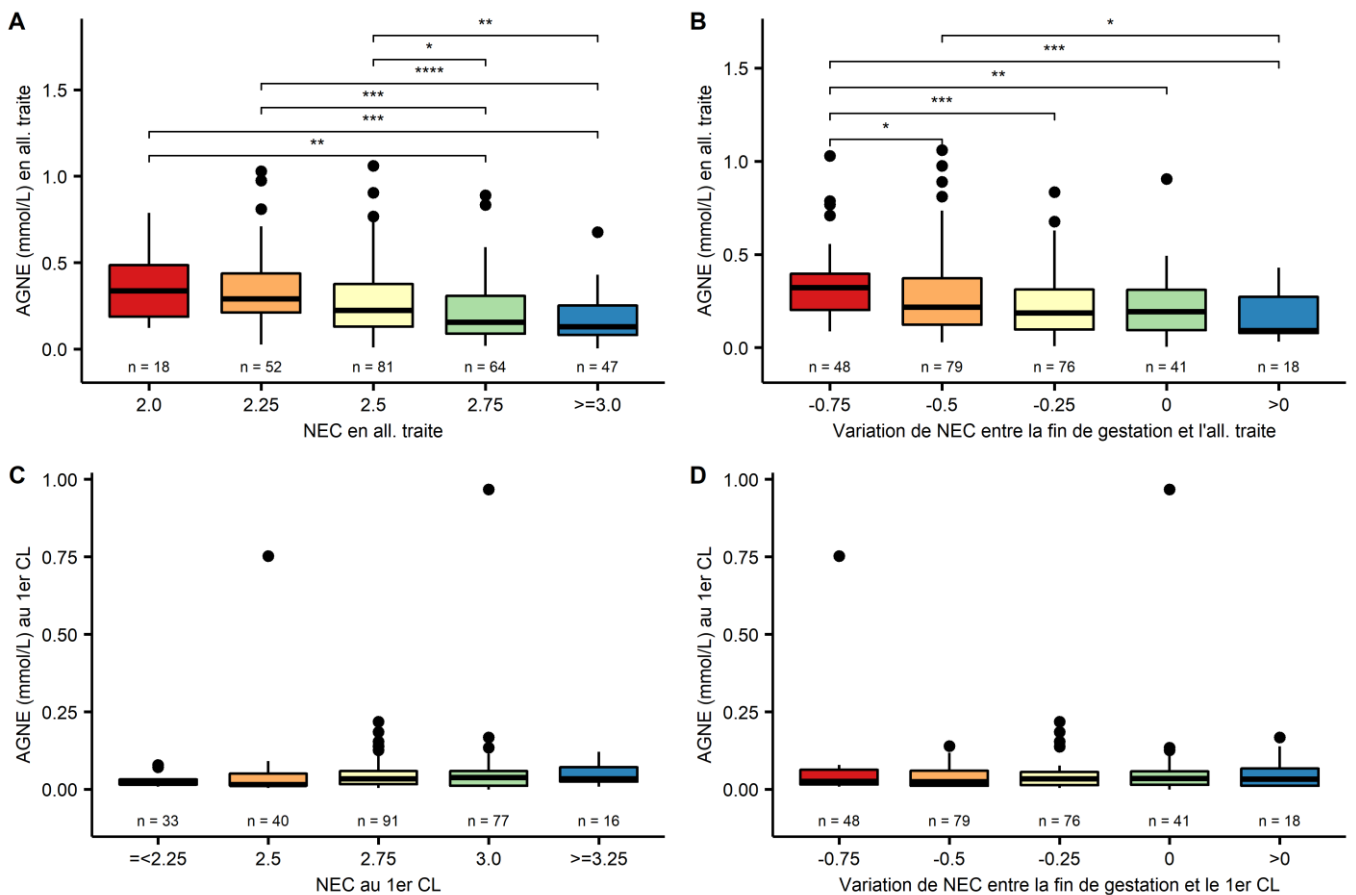 A
AGNE (mmol/L) en all. traite
1.5
1.0
0.5
0.0
**
*
****
***
***
**
n = 18 n = 52 n = 81 n = 64 n = 47
2.0 2.25 2.5 2.75 >=3.0
NEC en all. traite
B
AGNE (mmol/L) en all. traite
1.5
1.0
0.5
0.0
*
***
**
***
*
n = 48 n = 79 n = 76 n = 41 n = 18
-0.75 -0.5 -0.25 0 >0
Variation de NEC entre la fin de gestation et l'all. traite
C
AGNE (mmol/L) au 1er CL
1.00
0.75
0.50
0.25
0.00
n = 33 n = 40 n = 91 n = 77 n = 16
=<2.25 2.5 2.75 3.0 >=3.25
NEC au 1er CL
D
AGNE (mmol/L) au 1er CL
1.00
0.75
0.50
0.25
0.00
n = 48 n = 79 n = 76 n = 41 n = 18
-0.75 -0.5 -0.25 0 >0
Variation de NEC entre la fin de gestation et le 1er CL